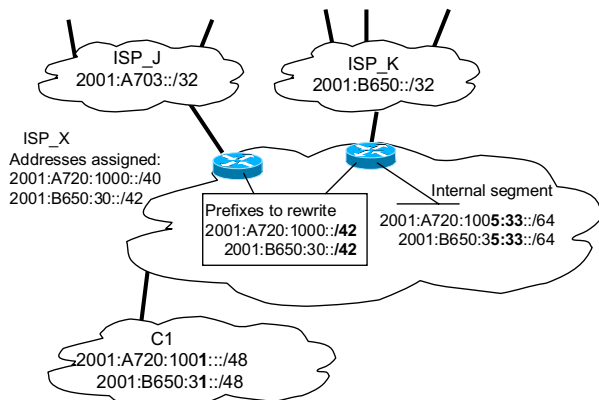 ISP_J
2001:A703::/32
ISP_K
2001:B650::/32
ISP_X
Addresses assigned:
2001:A720:1000::/40
2001:B650:30::/42
Prefixes to rewrite
2001:A720:1000::/42
2001:B650:30::/42
Internal segment
2001:A720:1005:33::/64
2001:B650:35:33::/64
C1
2001:A720:1001:::/48
2001:B650:31::/48